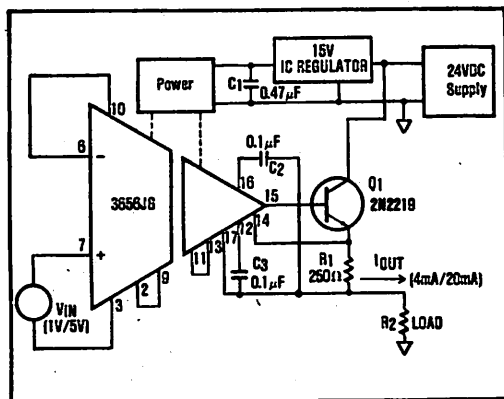 15V
IC REGULATOR
24VDC
Supply
Power
C1
0.47μF
10
6
−
3656JG
7
+
3
2
9
VIN
(1V/5V)
0.1μF
C2
16
15
14
12
17
13
11
C3
0.1μF
Q1
2N2219
R1
250Ω
IOUT
(4mA/20mA)
R2 LOAD